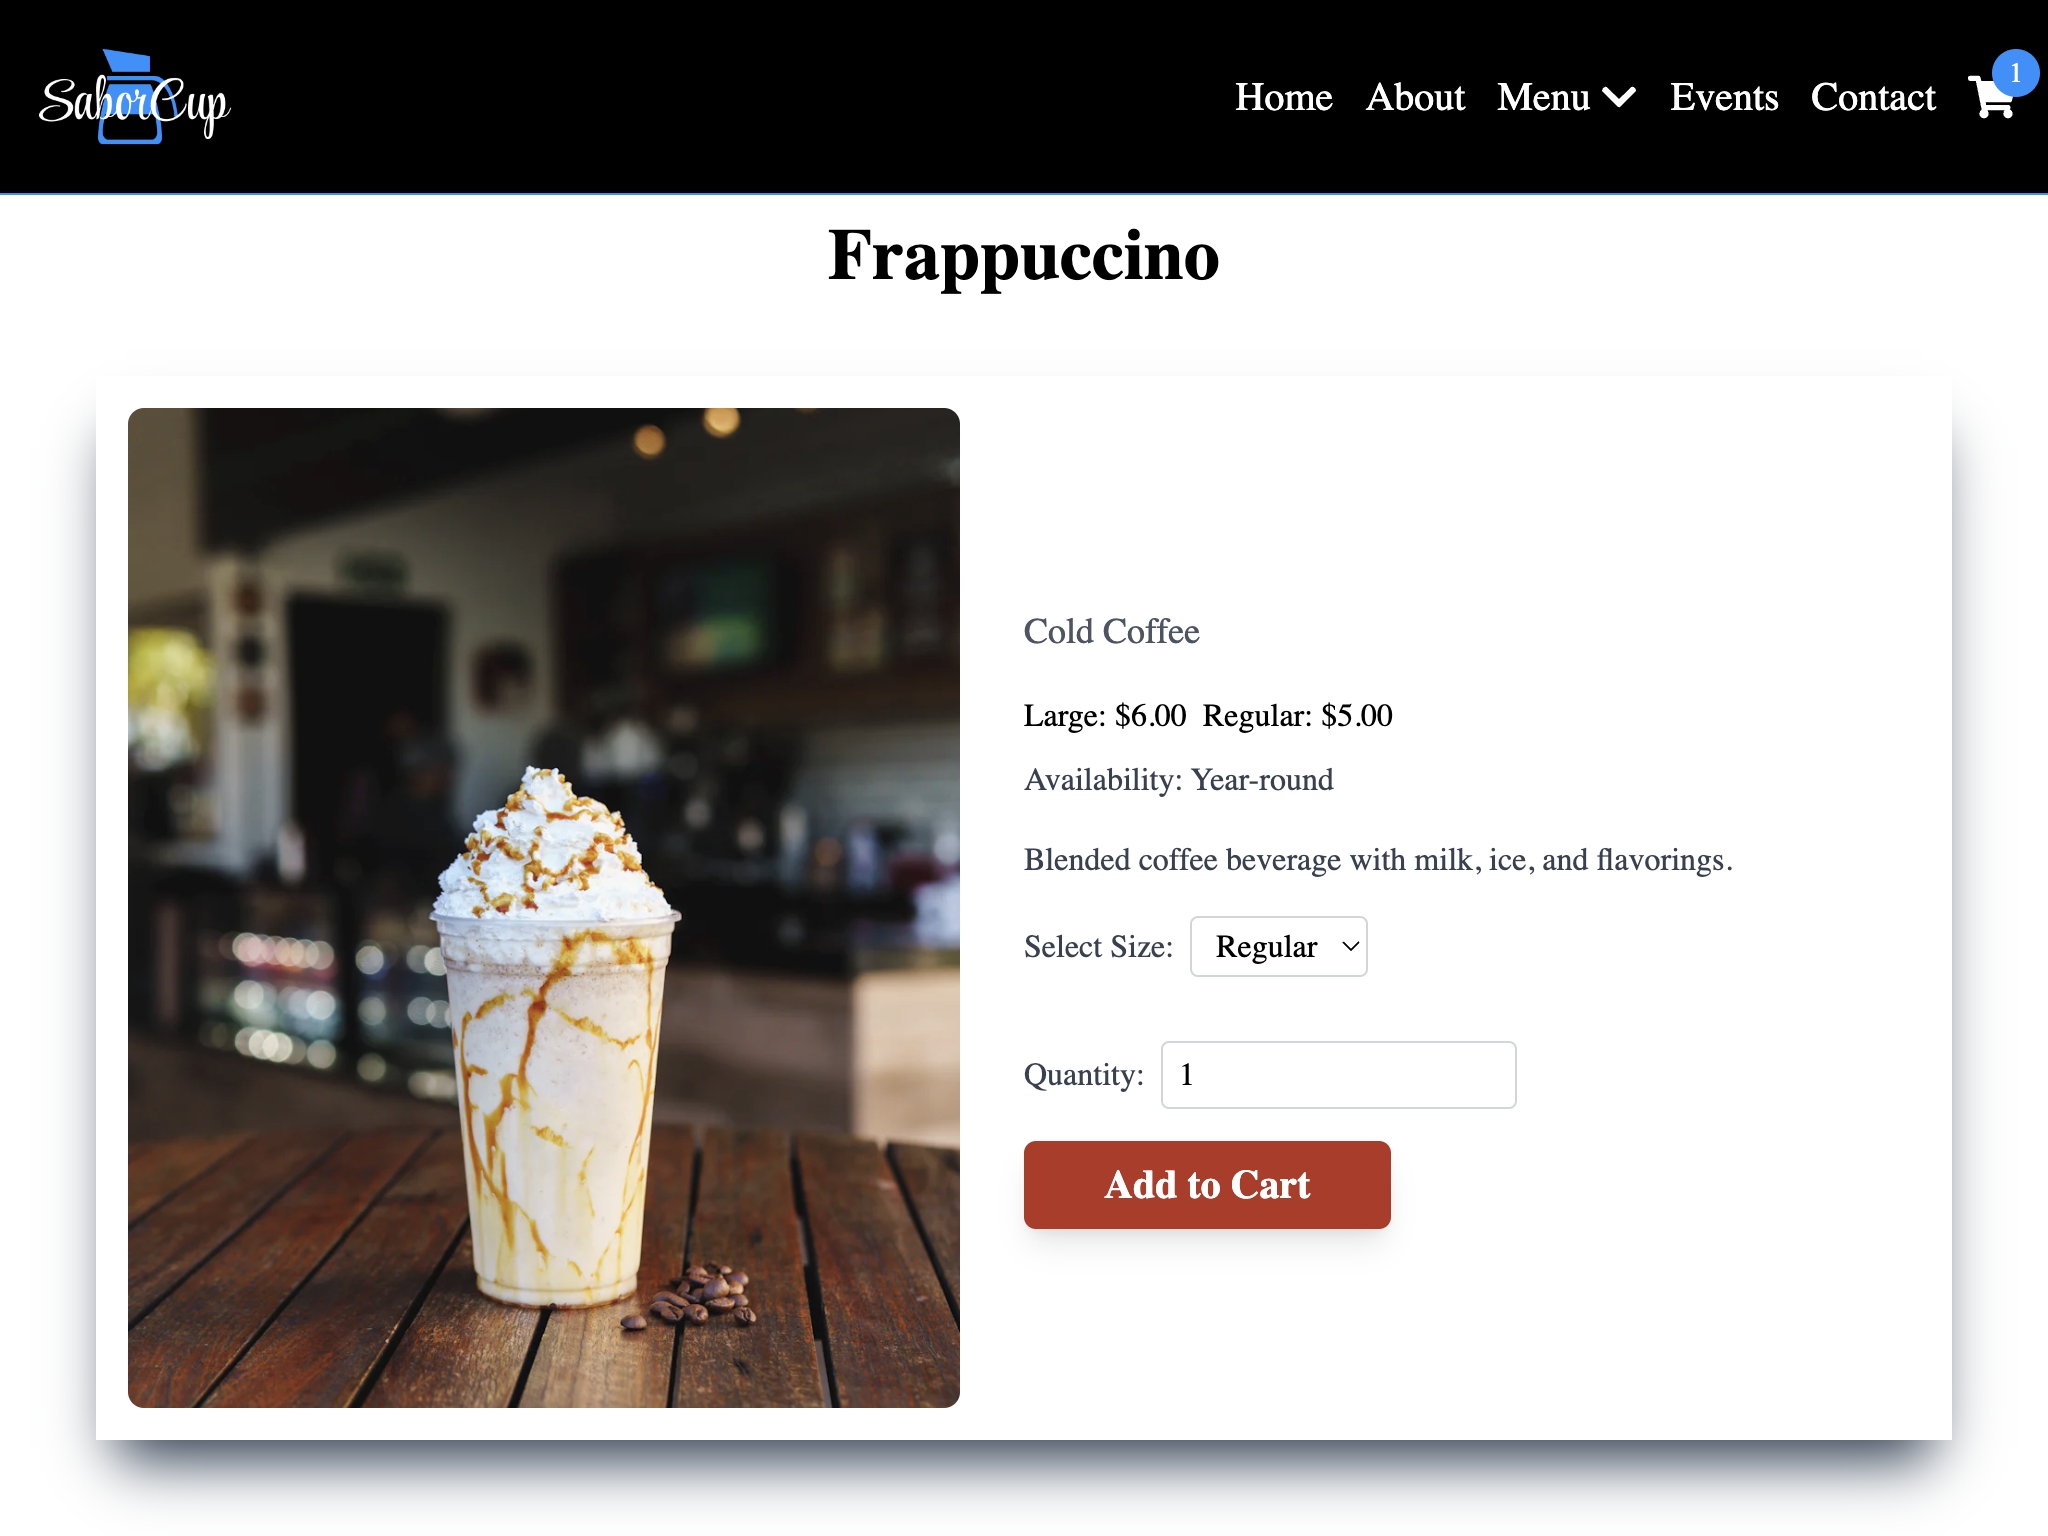 SaborCup
Home About Menu Events Contact 1
Frappuccino
Cold Coffee
Large: $6.00 Regular: $5.00
Availability: Year-round
Blended coffee beverage with milk, ice, and flavorings.
Select Size: Regular
Quantity: 1
Add to Cart